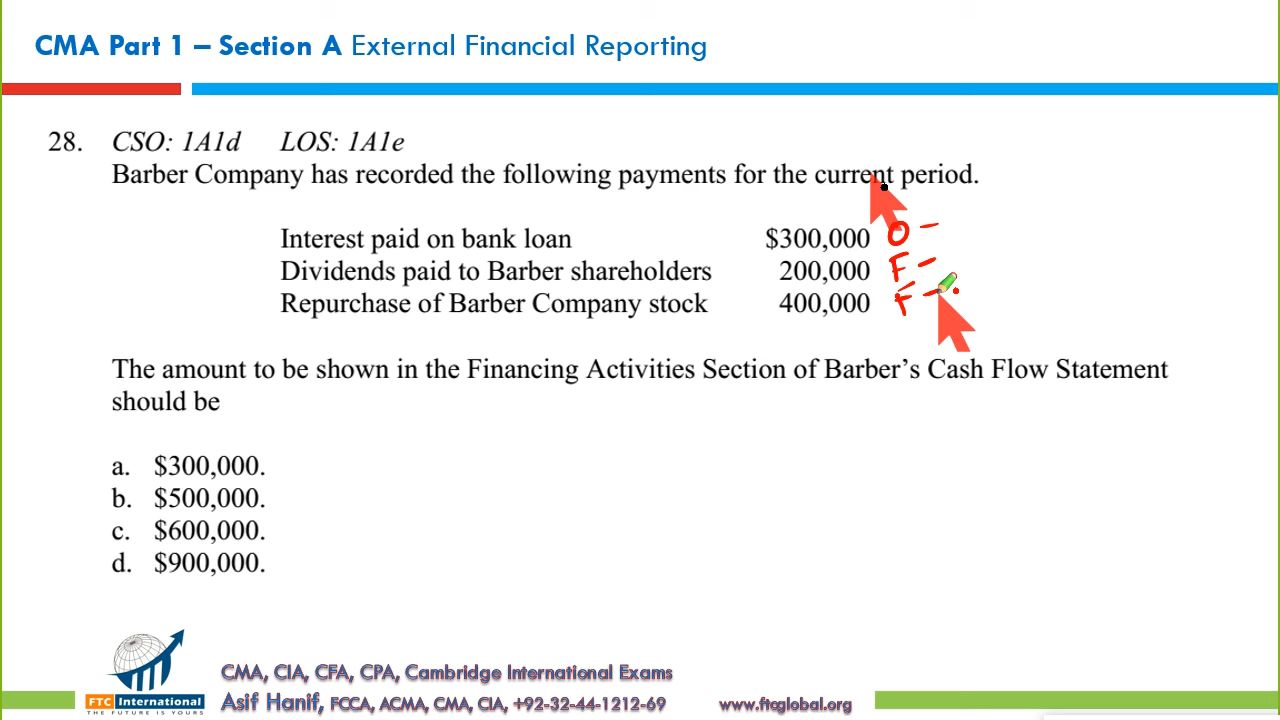 CMA Part 1 – Section A External Financial Reporting
28. CSO: 1A1d LOS: 1A1e
Barber Company has recorded the following payments for the current period.
Interest paid on bank loan $300,000 O -
Dividends paid to Barber shareholders 200,000 F -
Repurchase of Barber Company stock 400,000 F -
The amount to be shown in the Financing Activities Section of Barber’s Cash Flow Statement
should be
a. $300,000.
b. $500,000.
c. $600,000.
d. $900,000.
FTC International
THE FUTURE IS YOURS
CMA, CIA, CFA, CPA, Cambridge International Exams
Asif Hanif, FCCA, ACMA, CMA, CIA, +92-32-44-1212-69 www.ftcglobal.org